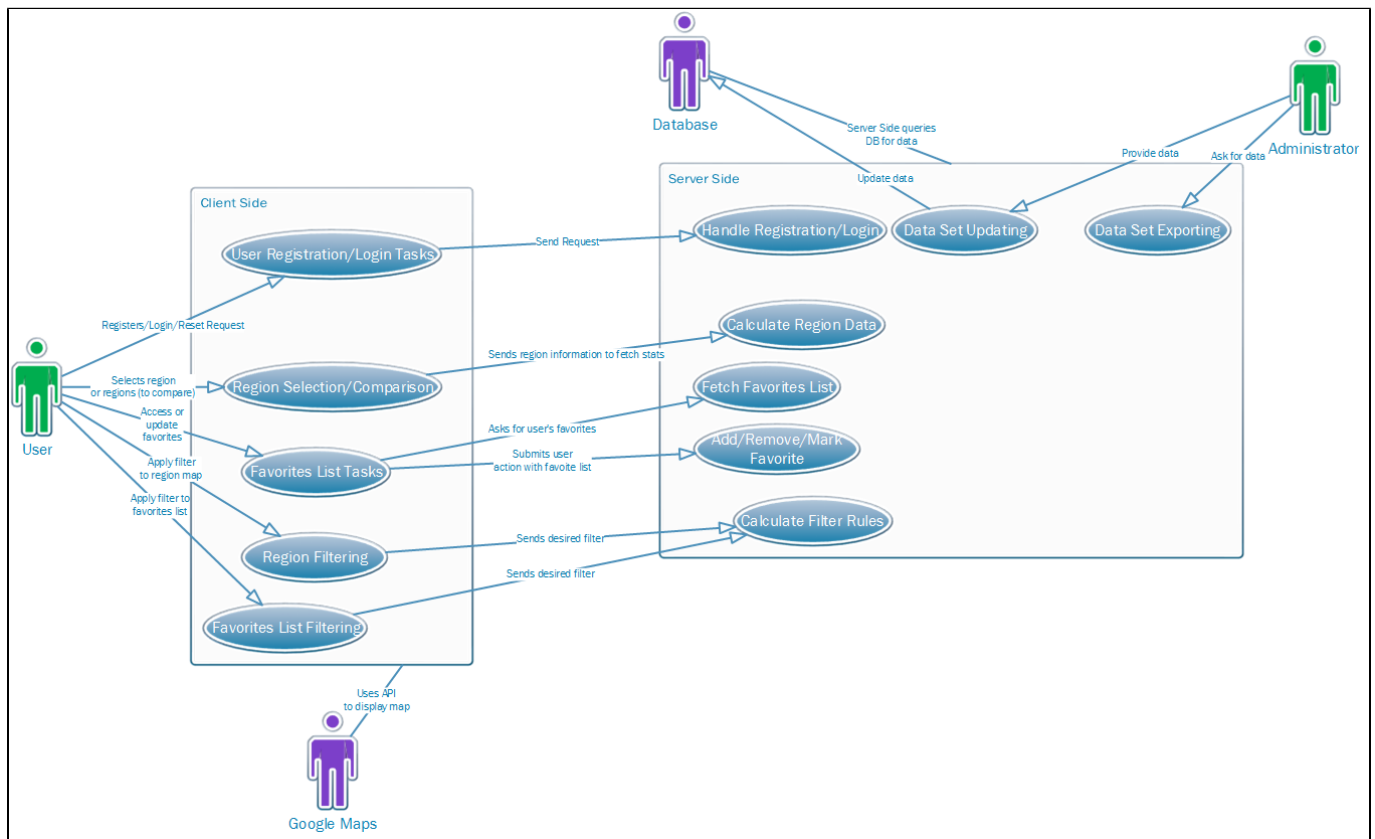 Database
Administrator
Server Side queries
DB for data
Provide data
Ask for data
Update data
Server Side
Client Side
Handle Registration/Login
Data Set Updating
Data Set Exporting
User Registration/Login Tasks
Send Request
Registers/Login/Reset Request
Calculate Region Data
Sends region information to fetch stats
Selects region
or regions (to compare)
Region Selection/Comparison
Fetch Favorites List
User
Access or
update
favorites
Asks for user's favorites
Add/Remove/Mark
Favorite
Submits user
action with favoite list
Favorites List Tasks
Apply filter
to region map
Apply filter to
favorites list
Calculate Filter Rules
Sends desired filter
Region Filtering
Sends desired filter
Favorites List Filtering
Uses API
to display map
Google Maps